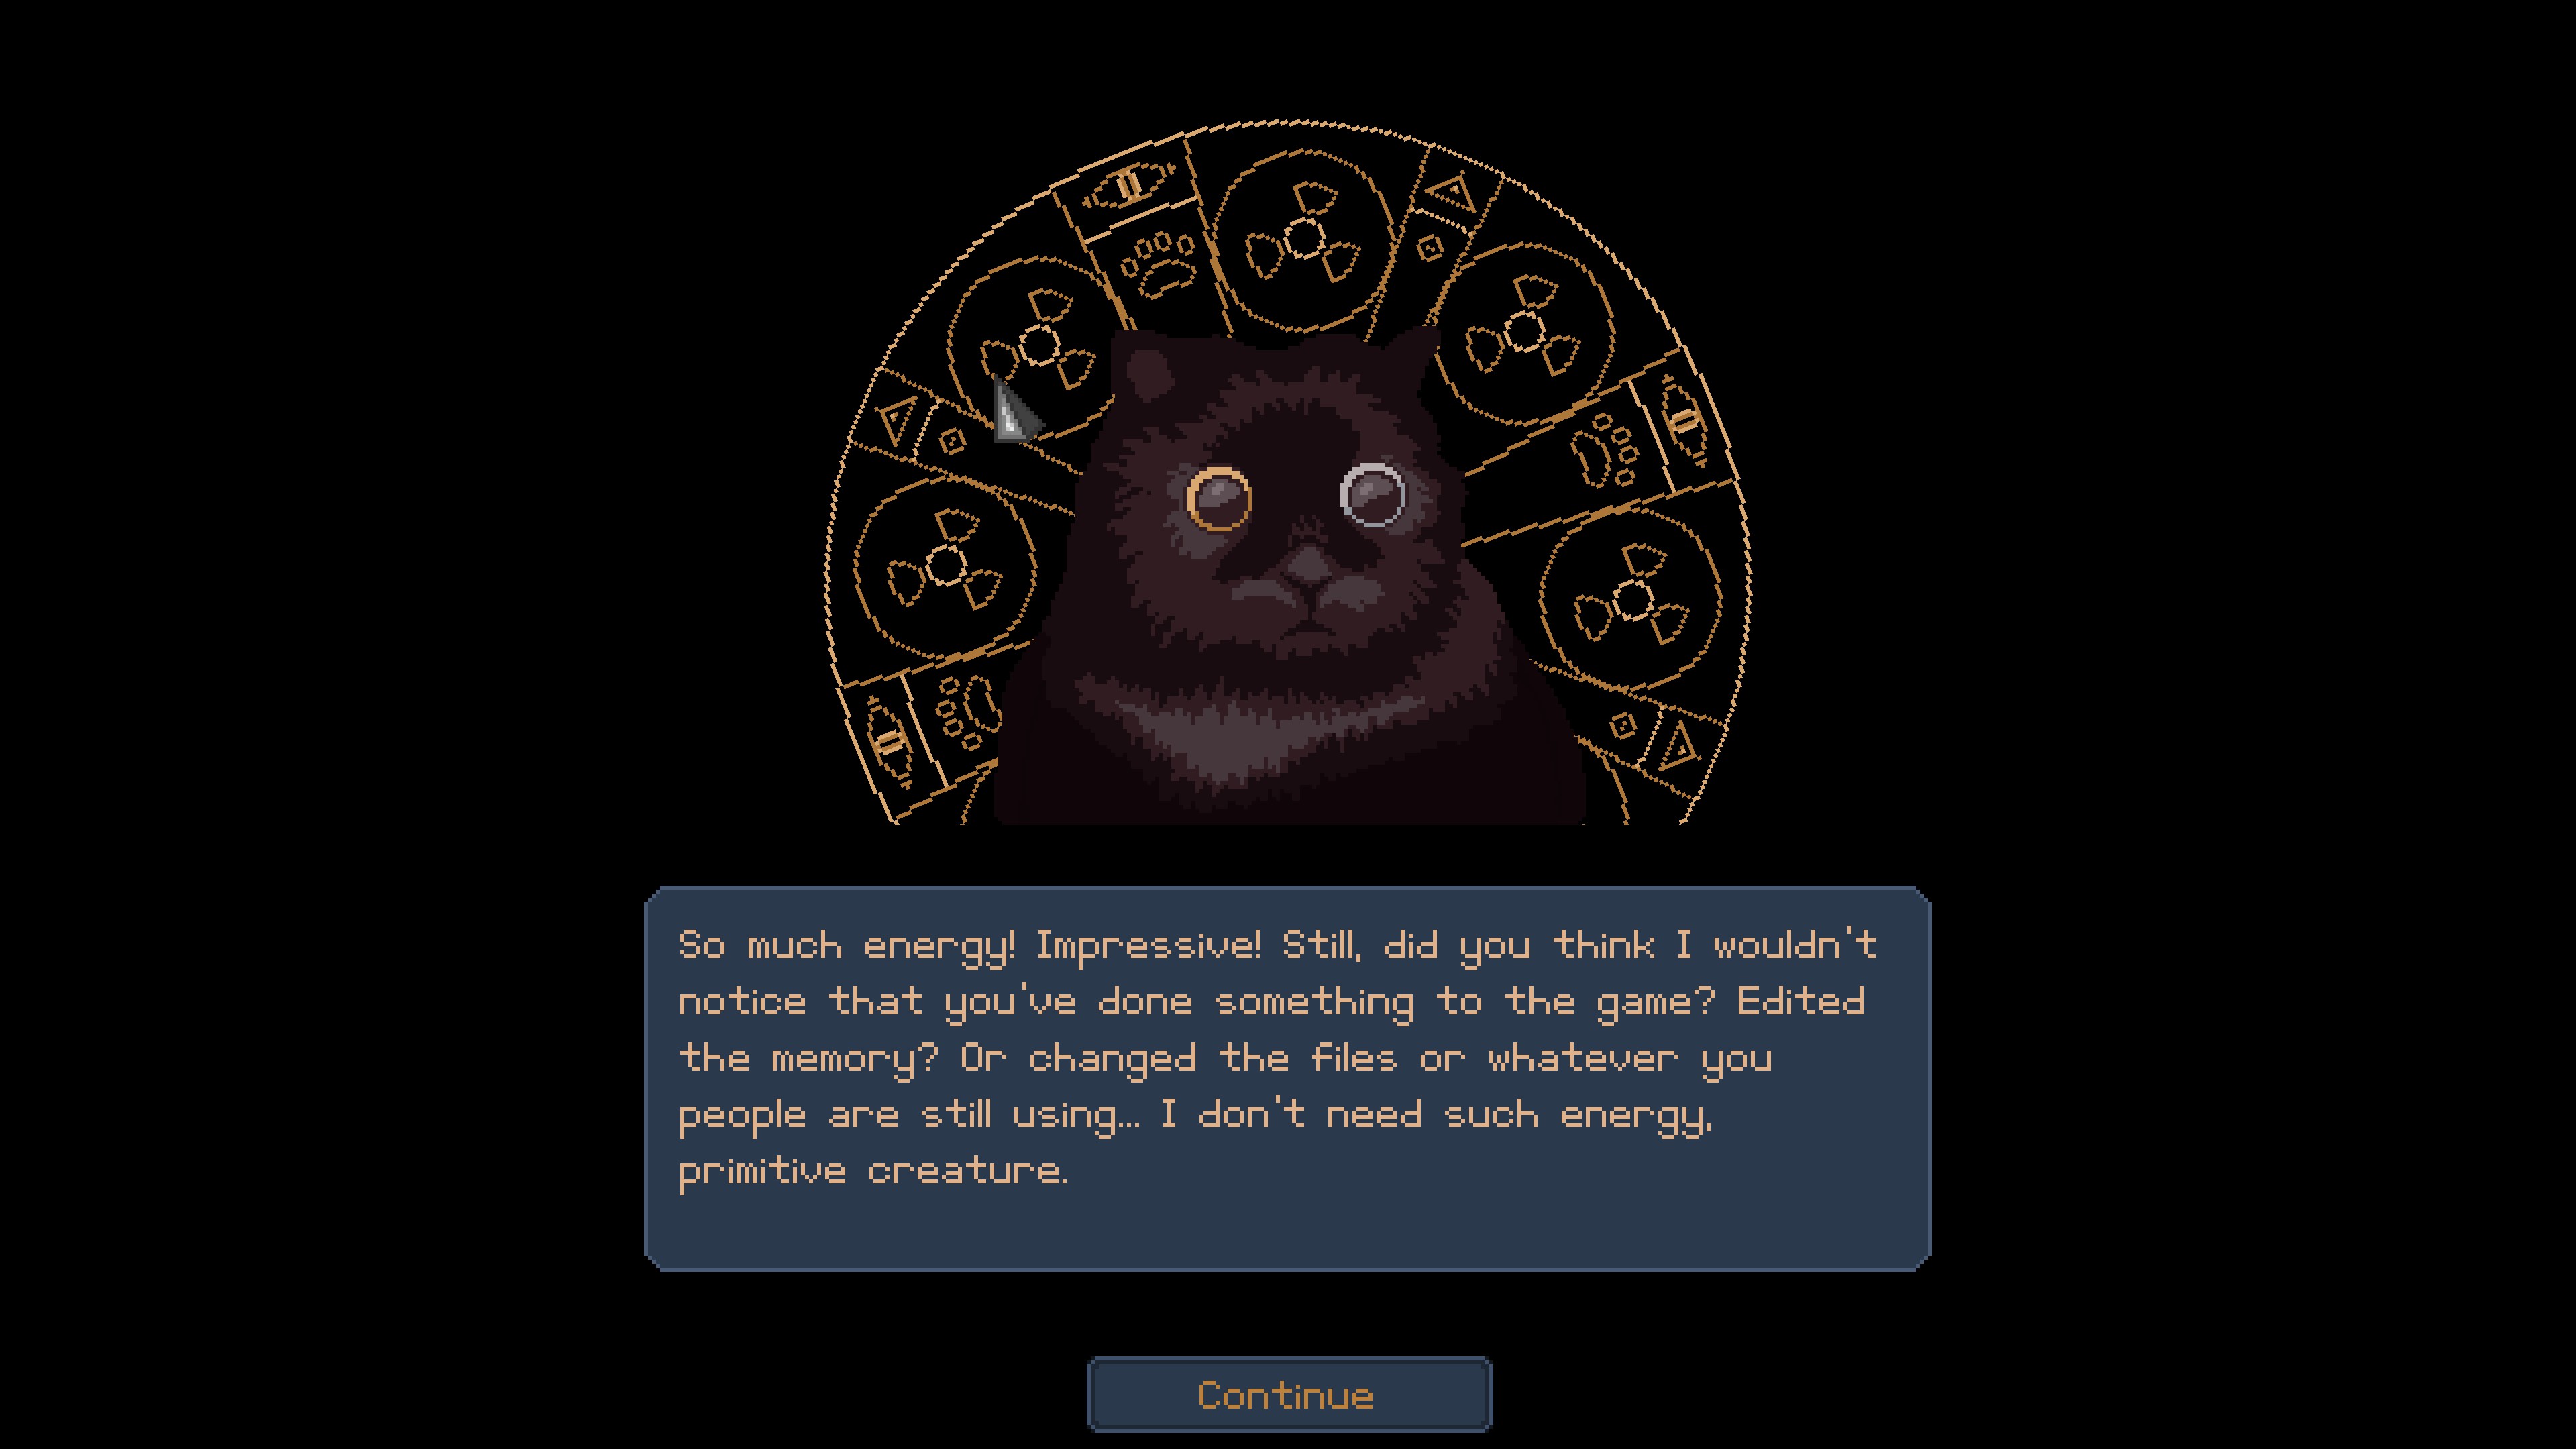 So much energy! Impressive! Still, did you think I wouldn't
notice that you've done something to the game? Edited
the memory? Or changed the files or whatever you
people are still using... I don't need such energy,
primitive creature.
Continue